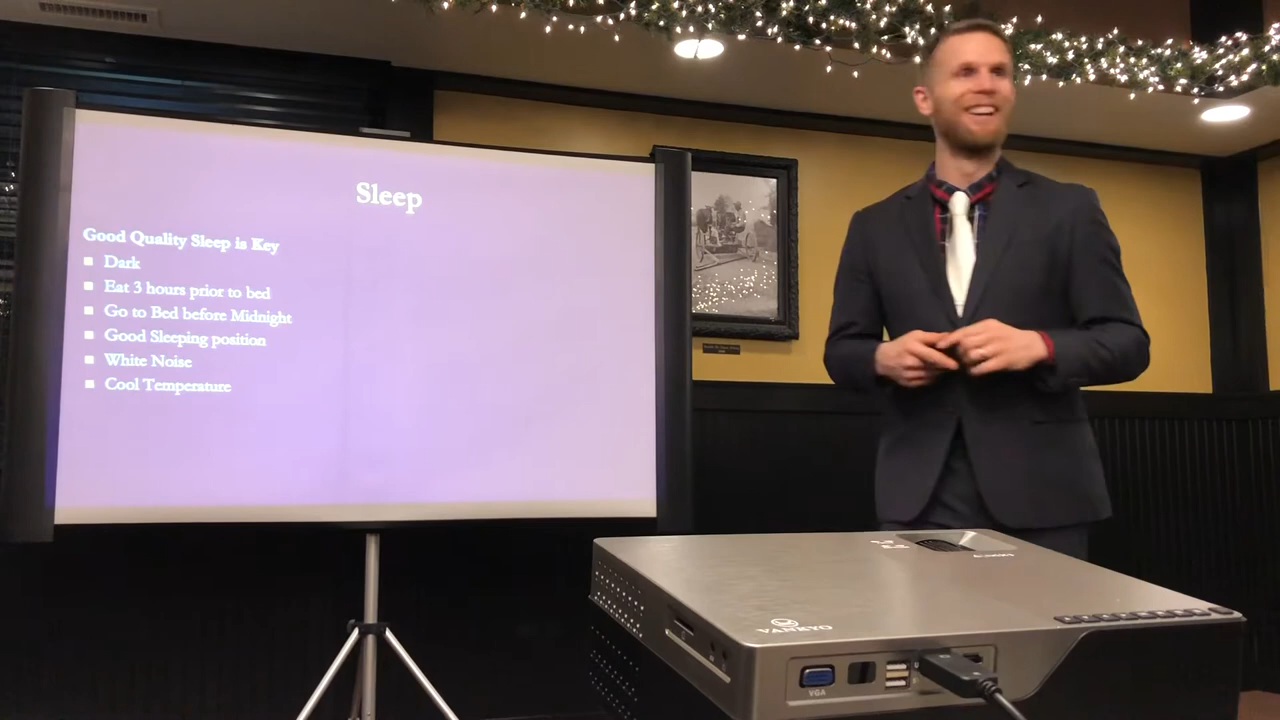 Sleep
Good Quality Sleep is Key
Dark
Eat 3 hours prior to bed
Go to Bed before Midnight
Good Sleeping position
White Noise
Cool Temperature
VANKYO
VGA